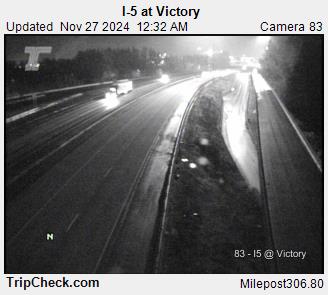 I-5 at Victory
Updated Nov 27 2024 12:32 AM Camera 83
T
N
83 - I5 @ Victory
TripCheck.com Milepost306.80